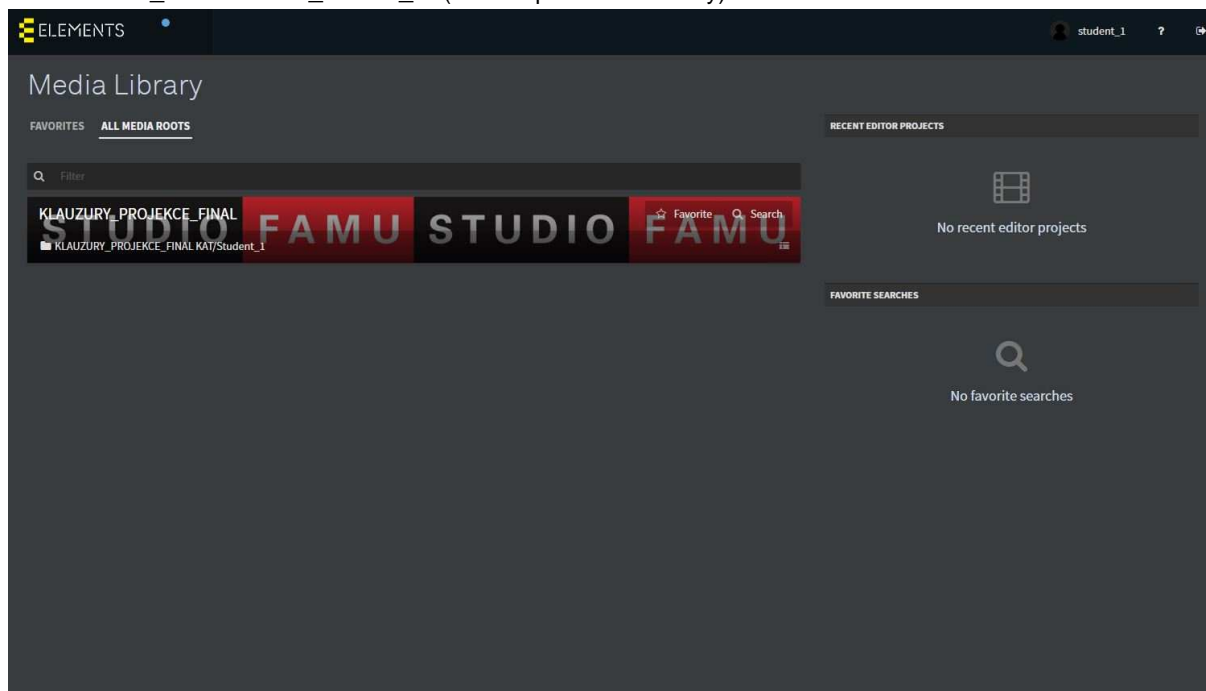 ELEMENTS
student_1 ?
Media Library
FAVORITES ALL MEDIA ROOTS
Filter
KLAUZURY_PROJEKCE_FINAL
Favorite Search
STUDIO FAMU STUDIO FAMU
KLAUZURY_PROJEKCE_FINAL KAT/Student_1
RECENT EDITOR PROJECTS
No recent editor projects
FAVORITE SEARCHES
No favorite searches